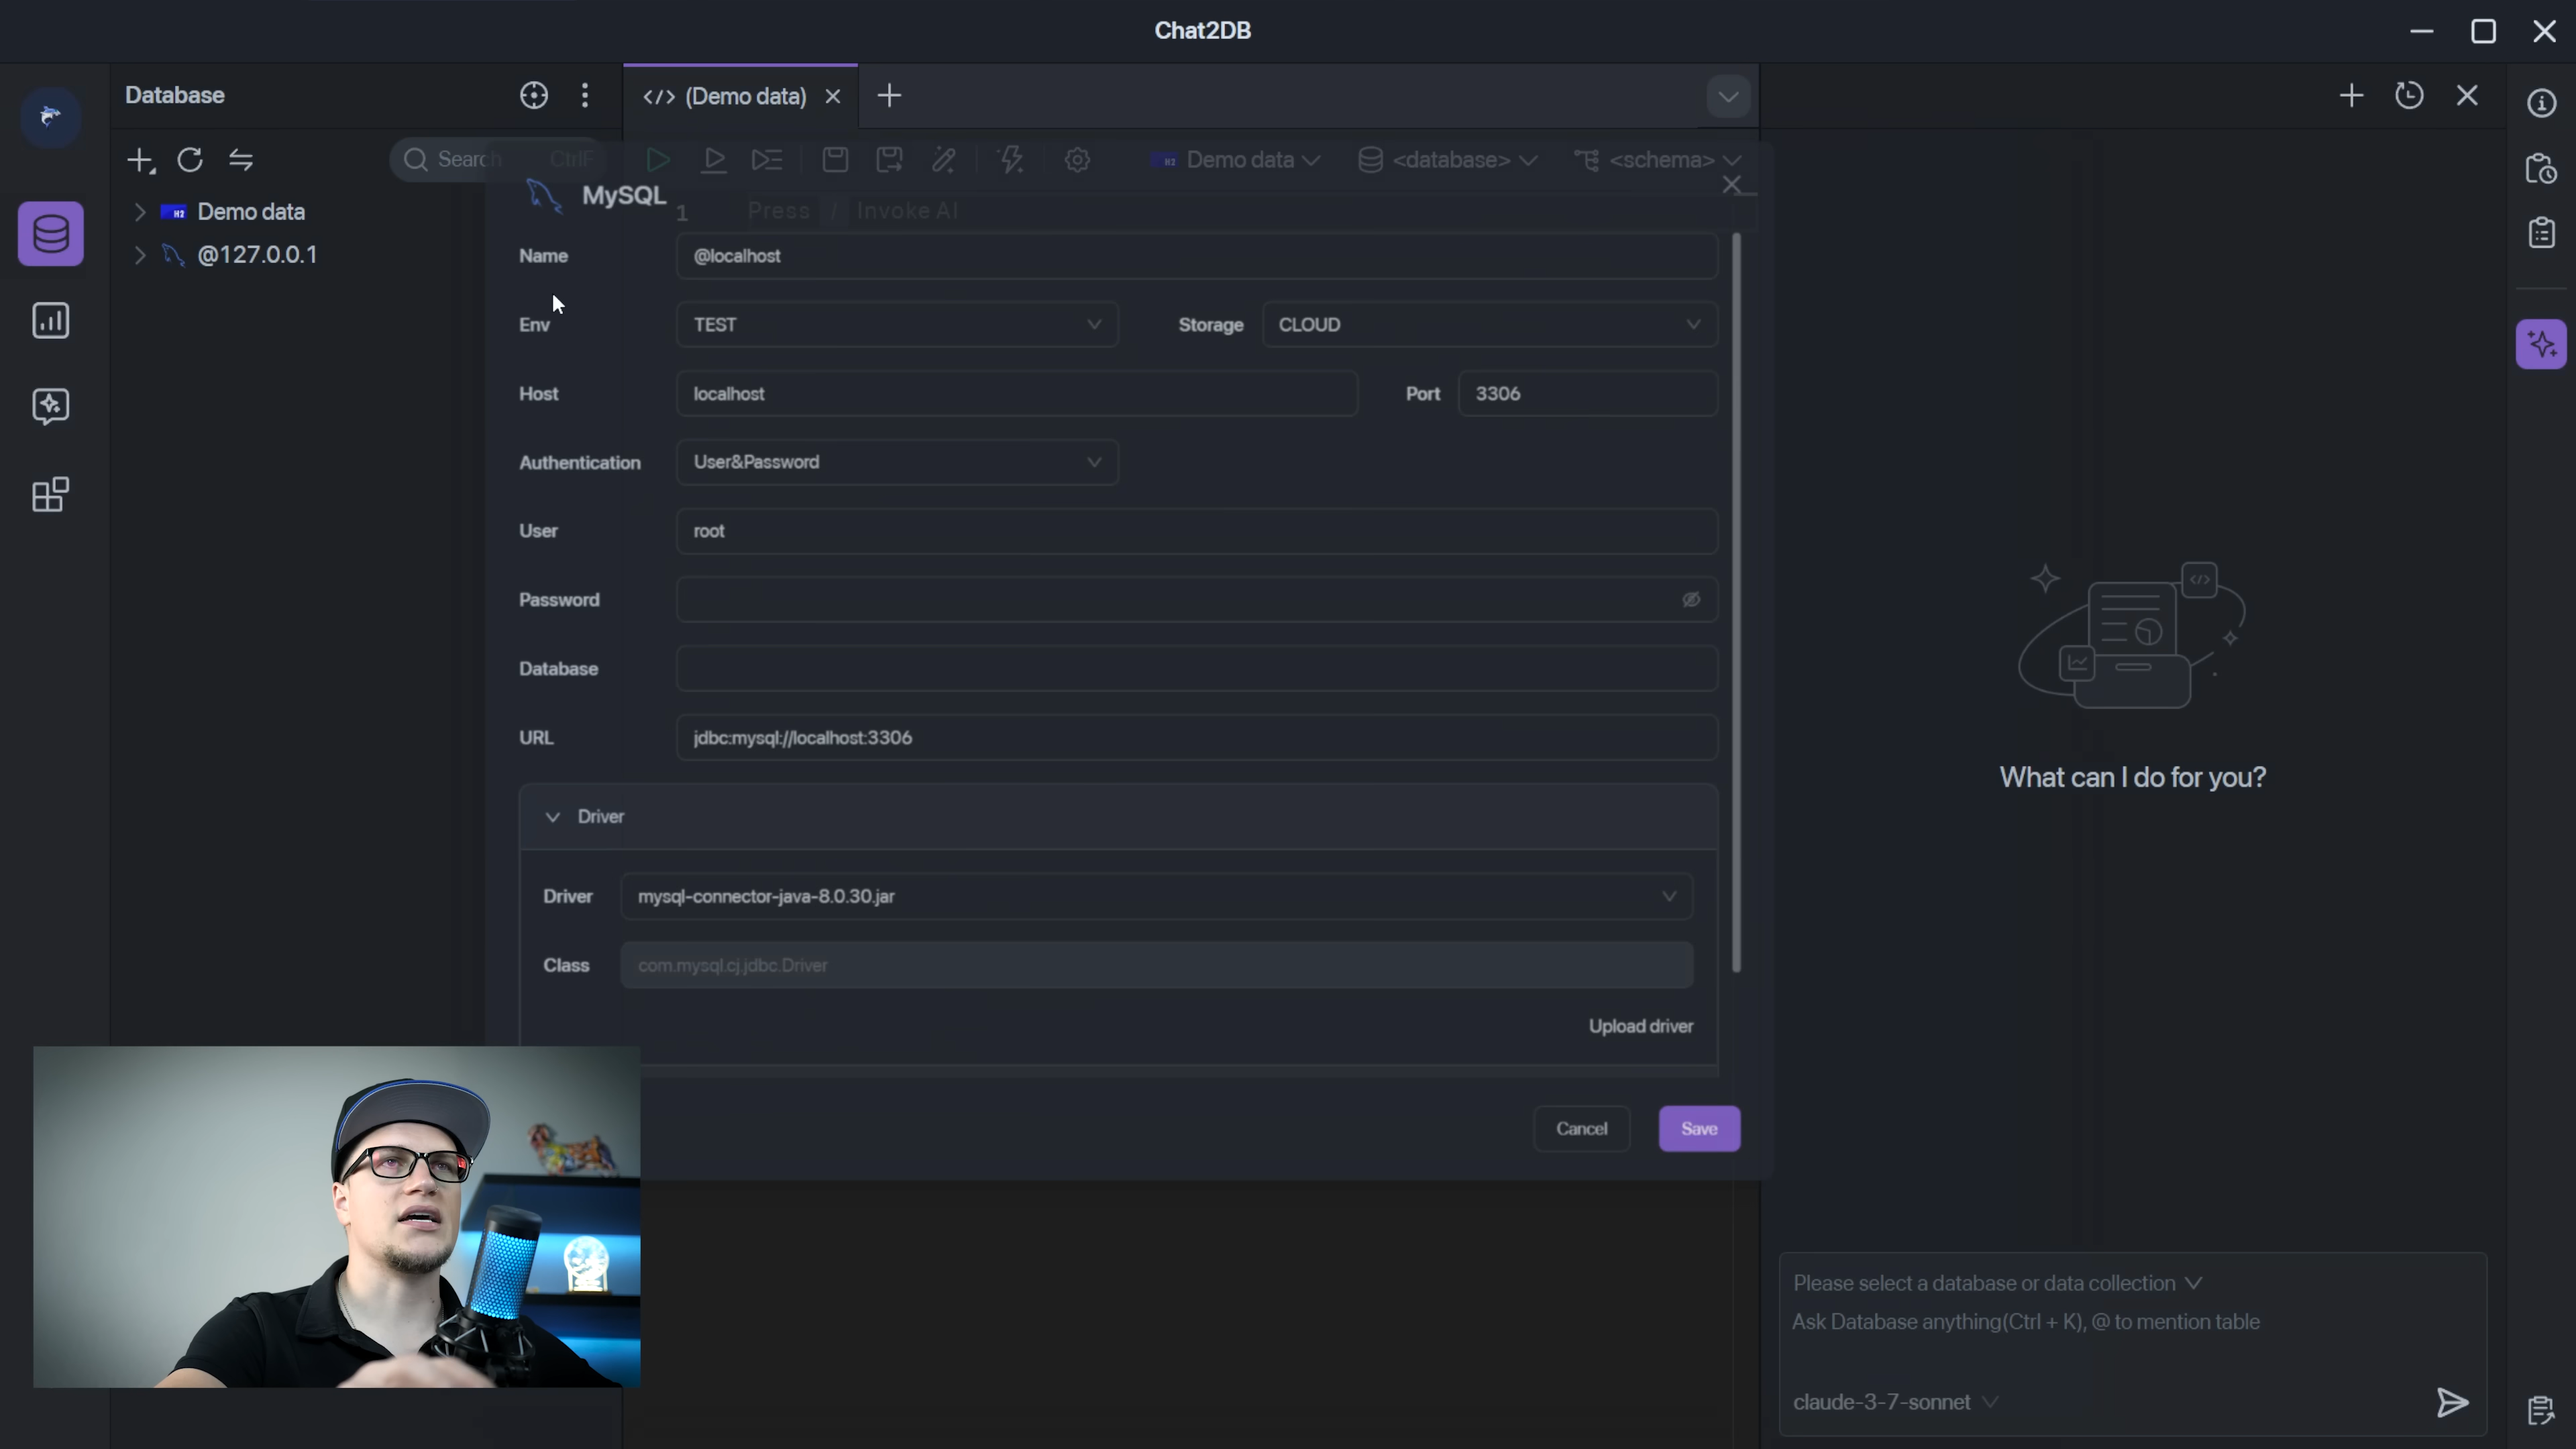 Chat2DB
Database
</> (Demo data)
Search CtrlF
Demo data <database> <schema>
H2 Demo data
@127.0.0.1
MySQL
1 Press / Invoke AI
Name @localhost
Env TEST Storage CLOUD
Host localhost Port 3306
Authentication User&Password
User root
Password
Database
URL jdbc:mysql://localhost:3306
Driver
Driver mysql-connector-java-8.0.30.jar
Class com.mysql.cj.jdbc.Driver
Upload driver
Cancel Save
What can I do for you?
Please select a database or data collection
Ask Database anything(Ctrl + K), @ to mention table
claude-3-7-sonnet